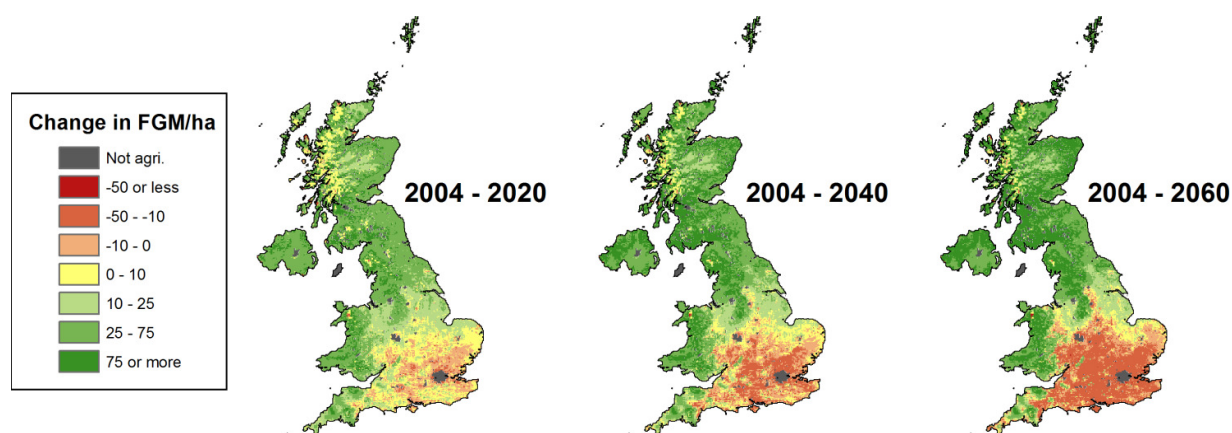 Change in FGM/ha
Not agri.
-50 or less
-50 - -10
-10 - 0
0 - 10
10 - 25
25 - 75
75 or more
2004 - 2020
2004 - 2040
2004 - 2060